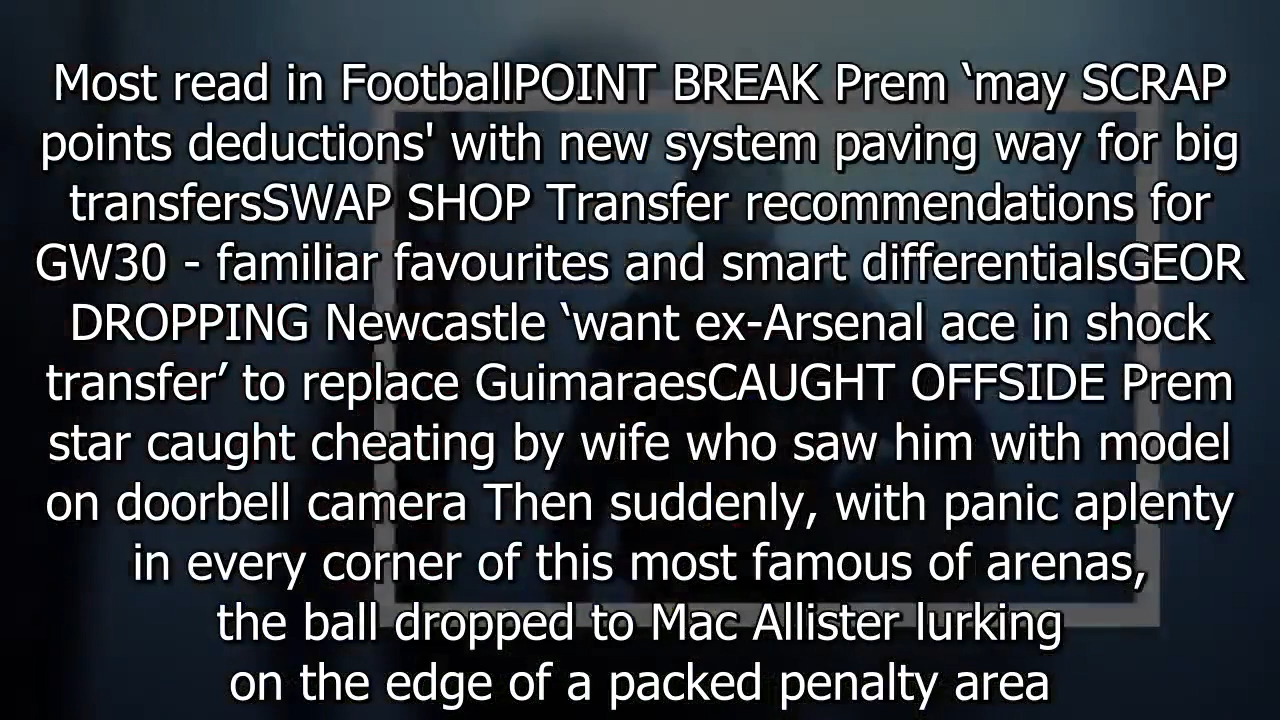 Most read in FootballPOINT BREAK Prem ‘may SCRAP
points deductions' with new system paving way for big
transfersSWAP SHOP Transfer recommendations for
GW30 - familiar favourites and smart differentialsGEOR
DROPPING Newcastle ‘want ex-Arsenal ace in shock
transfer’ to replace GuimaraesCAUGHT OFFSIDE Prem
star caught cheating by wife who saw him with model
on doorbell camera Then suddenly, with panic aplenty
in every corner of this most famous of arenas,
the ball dropped to Mac Allister lurking
on the edge of a packed penalty area